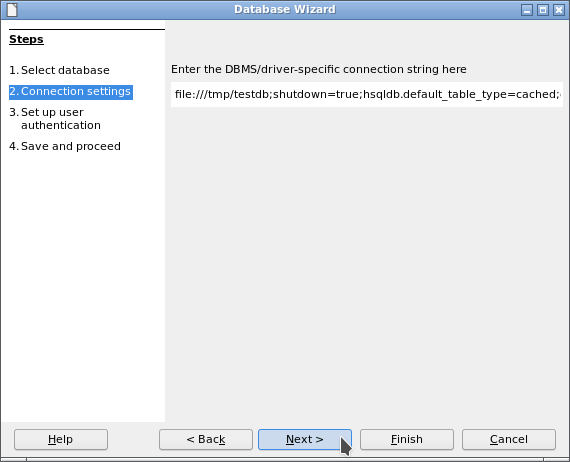 Database Wizard
Steps
1. Select database
2. Connection settings
3. Set up user
authentication
4. Save and proceed
Enter the DBMS/driver-specific connection string here
file:///tmp/testdb;shutdown=true;hsqldb.default_table_type=cached;
Help
< Back
Next >
Finish
Cancel